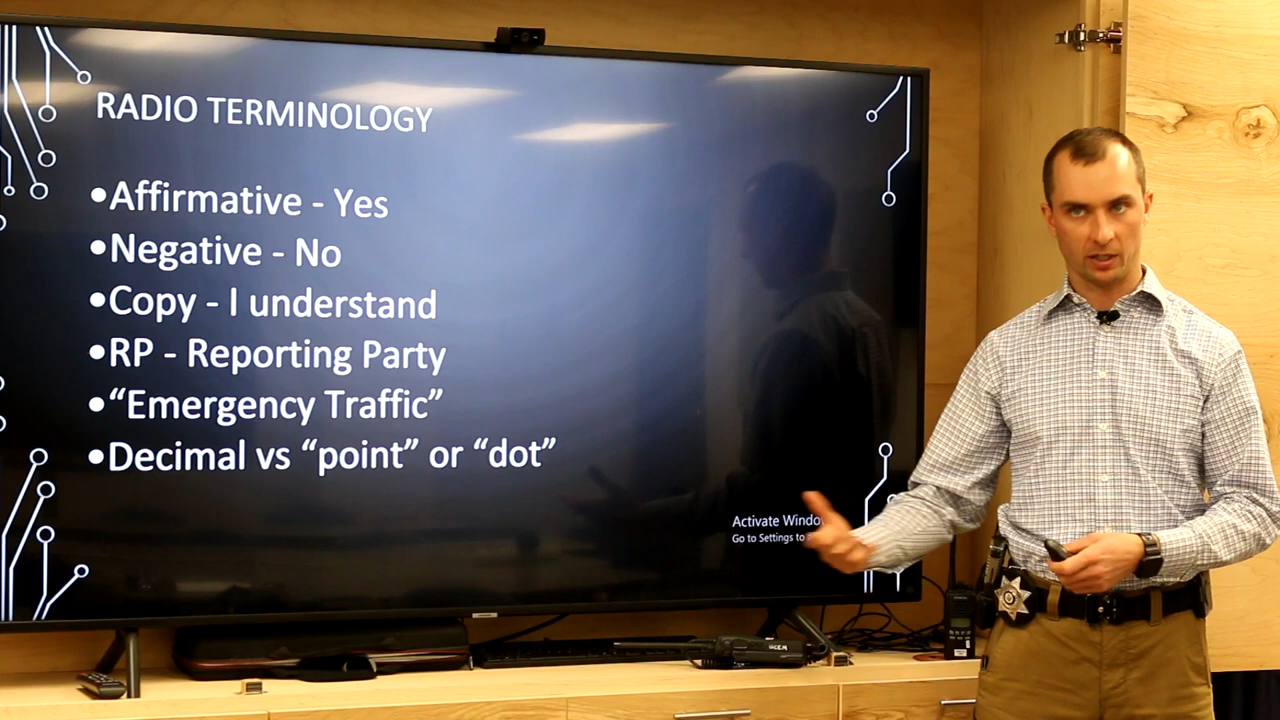 RADIO TERMINOLOGY
•Affirmative - Yes
•Negative - No
•Copy - I understand
•RP - Reporting Party
•“Emergency Traffic”
•Decimal vs “point” or “dot”
Activate
Go to Settings to